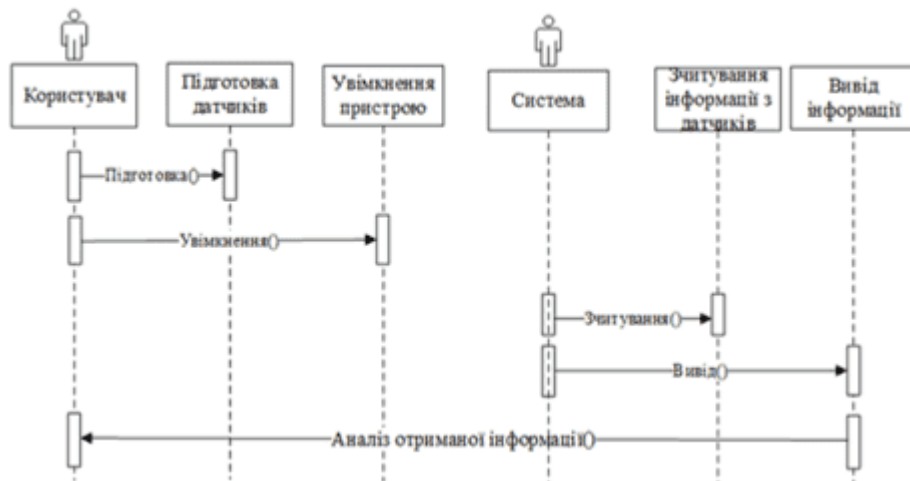 Користувач
Підготовка
датчиків
Увімкнення
пристрою
Система
Зчитування
інформації з
датчиків
Вивід
інформації
Підготовка()
Увімкнення()
Зчитування()
Вивід()
Аналіз отриманої інформації()